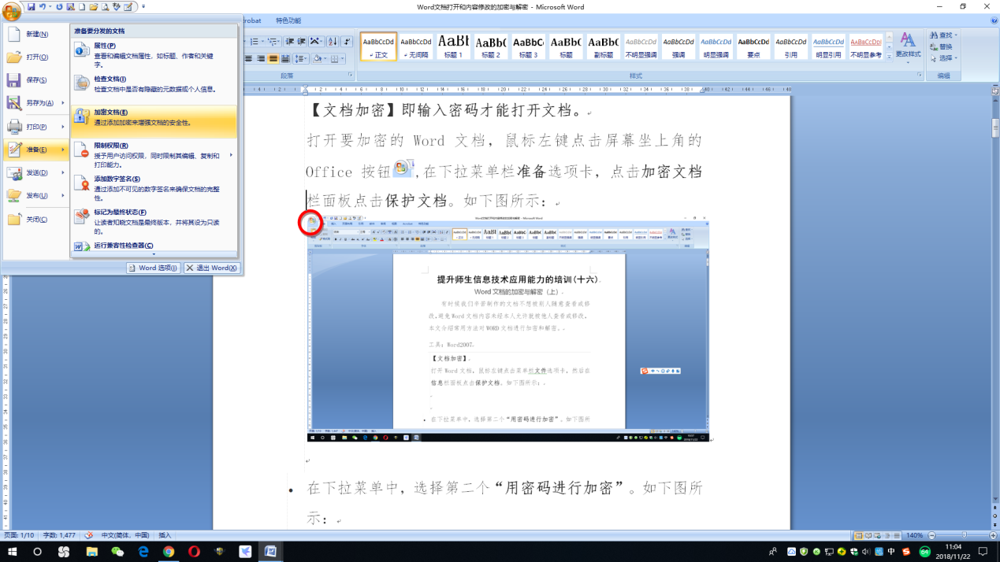 Word文档打开和内容修改的加密与解密 - Microsoft Word
crobat 特色功能
新建(N)
打开(O)
保存(S)
另存为(A)
打印(P)
准备(E)
发送(D)
发布(U)
关闭(C)
准备要分发的文档
属性(P)
查看和编辑文档属性，如标题、作者和关键
字。
检查文档(I)
检查文档中是否有隐藏的元数据或个人信息。
加密文档(E)
通过添加加密来增强文档的安全性。
限制权限(R)
授予用户访问权限，同时限制其编辑、复制和
打印能力。
添加数字签名(S)
通过添加不可见的数字签名来确保文档的完整
性。
标记为最终状态(F)
让读者知晓文档是最终版本，并将其设为只读
的。
运行兼容性检查器(C)
Word 选项(I) 退出 Word(X)
AaBbCcDd AaBbCcDd AaBl AaBb( AaBbC AaBbl AaBbC AaBbCcDd AaBbCcDd AaBbCcDd AaBbCcDd AaBbCcDd AaBbCcDd AaBbCcDd
正文 无间隔 标题 1 标题 2 标题 3 标题 副标题 不明显强调 强调 明显强调 要点 引用 明显引用 不明显参考
更改样式
查找
替换
选择
段落 样式 编辑
【文档加密】即输入密码才能打开文档。
打开要加密的 Word 文档，鼠标左键点击屏幕坐上角的
Office 按钮,在下拉菜单栏准备选项卡，点击加密文档
栏面板点击保护文档。如下图所示：
Word文档打开和内容修改的加密与解密 - Microsoft Word
提升师生信息技术应用能力的培训(十六)
Word 文档的加密与解密（上）
有时候我们辛苦制作的文档不想被别人随意查看或修
改,避免Word文档内容未经本人允许就被他人查看或修改,
本文介绍常用方法对WORD文档进行加密和解密。
工具：Word2007
【文档加密】
打开Word文档，鼠标左键点击菜单栏文件选项卡，然后在
信息栏面板点击保护文档。如下图所示：
在下拉菜单中，选择第二个“用密码进行加密”。如下图所
在下拉菜单中，选择第二个“用密码进行加密”。如下图所
示：
页面: 1/10 字数: 1,477 中文(简体，中国) 插入 140%
中
64
11:04
2018/11/22